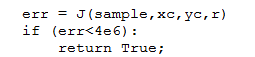 err = J(sample,xc,yc,r)
if (err<4e6):
    return True;